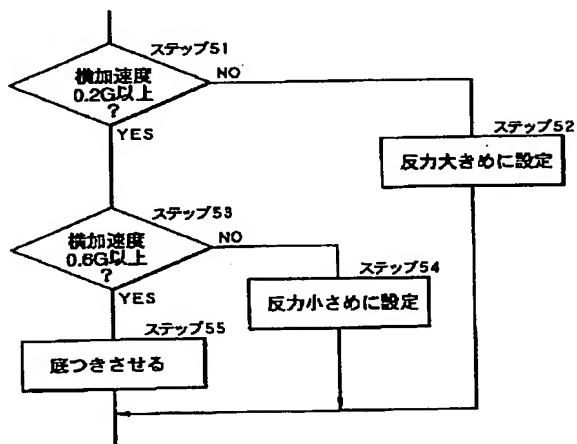 ステップ51
横加速度
0.2G以上
?
NO
YES
ステップ52
反力大きめに設定
ステップ53
横加速度
0.6G以上
?
NO
YES
ステップ54
反力小さめに設定
ステップ55
底つきさせる